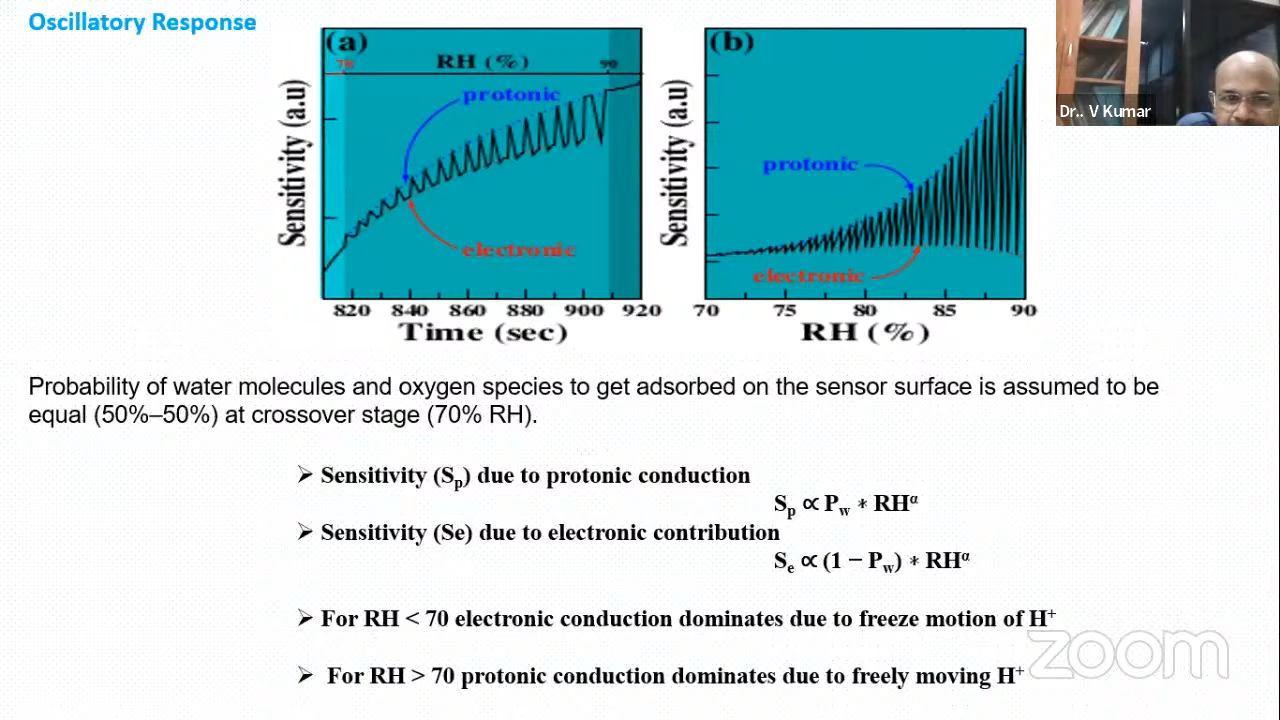 Oscillatory Response
(a)
70
RH (%)
90
protonic
electronic
Sensitivity (a.u)
820 840 860 880 900 920
Time (sec)
(b)
protonic
electronic
Sensitivity (a.u)
70 75 80 85 90
RH (%)
Dr.. V Kumar
Probability of water molecules and oxygen species to get adsorbed on the sensor surface is assumed to be
equal (50%–50%) at crossover stage (70% RH).
➢ Sensitivity (Sp) due to protonic conduction
Sp ∝ Pw * RHα
➢ Sensitivity (Se) due to electronic contribution
Se ∝ (1 − Pw) * RHα
➢ For RH < 70 electronic conduction dominates due to freeze motion of H+
➢ For RH > 70 protonic conduction dominates due to freely moving H+
zoom